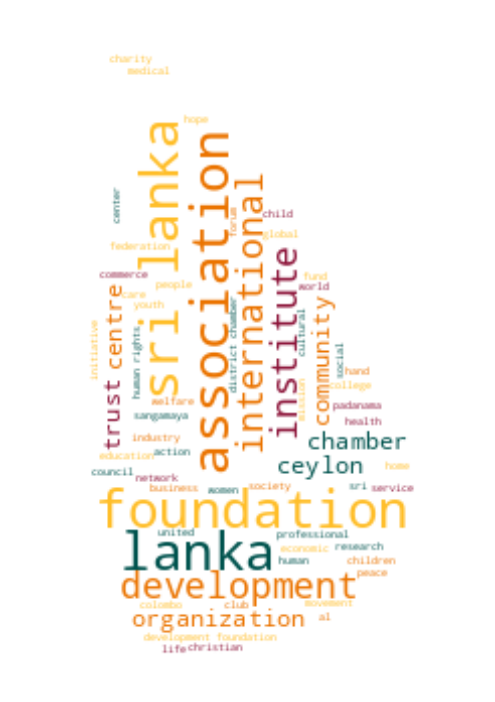 charity
medical
hope
sri lanka
association
international
center
forum
child
global
federation
institute
commerce
people
fund
world
care
centre
youth
community
district chamber
cultural
initiative
human rights
social
trust
hand
mission
college
welfare
padanama
sangamaya
health
industry
chamber
action
education
ceylon
home
council
network
business
women
society
sri
service
foundation
united
professional
lanka
economic
research
human
children
peace
development
colombo
club
movement
organization
al
development foundation
life
christian